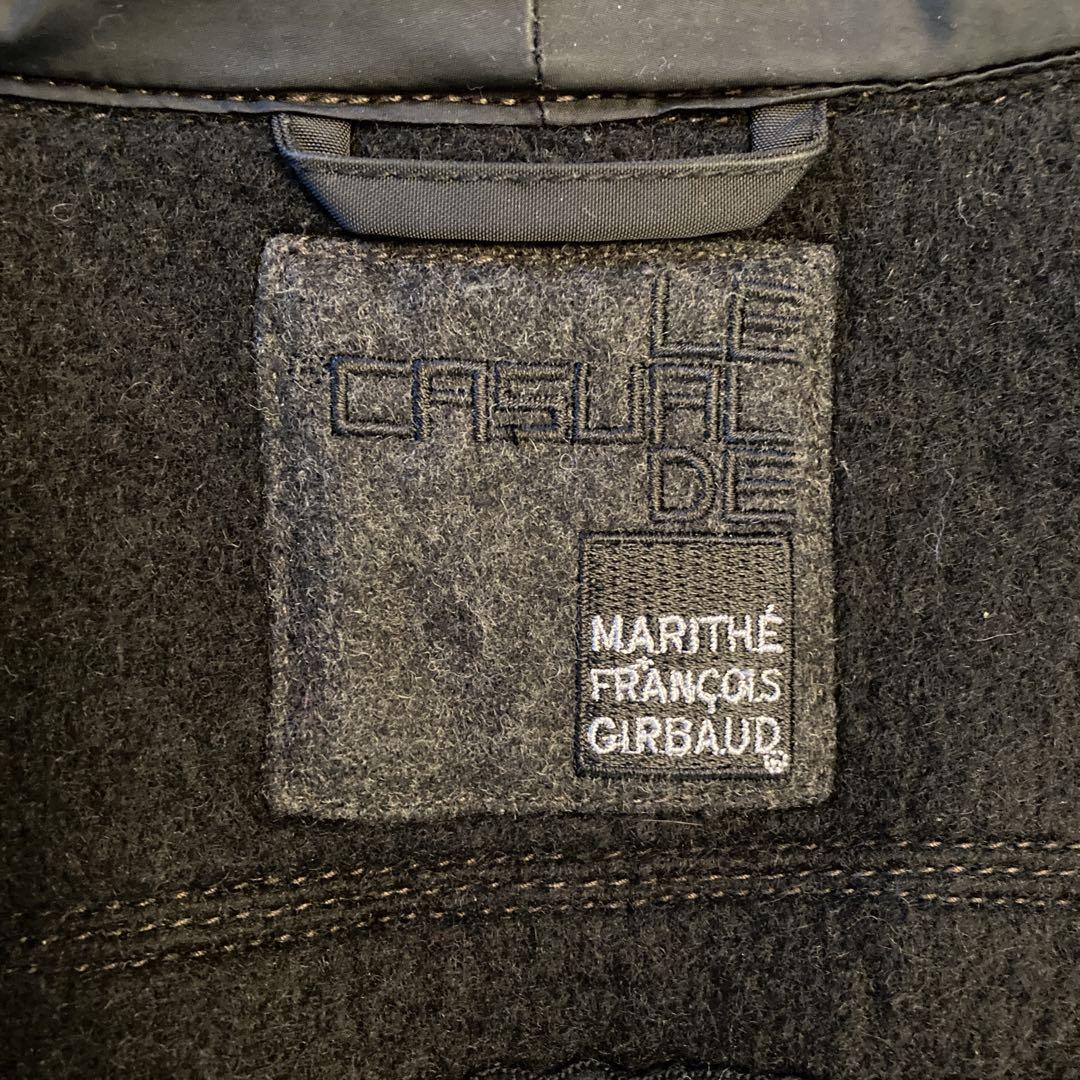 LE
CASUAL
DE
MARITHÉ
+
FRANÇOIS
GIRBAUD